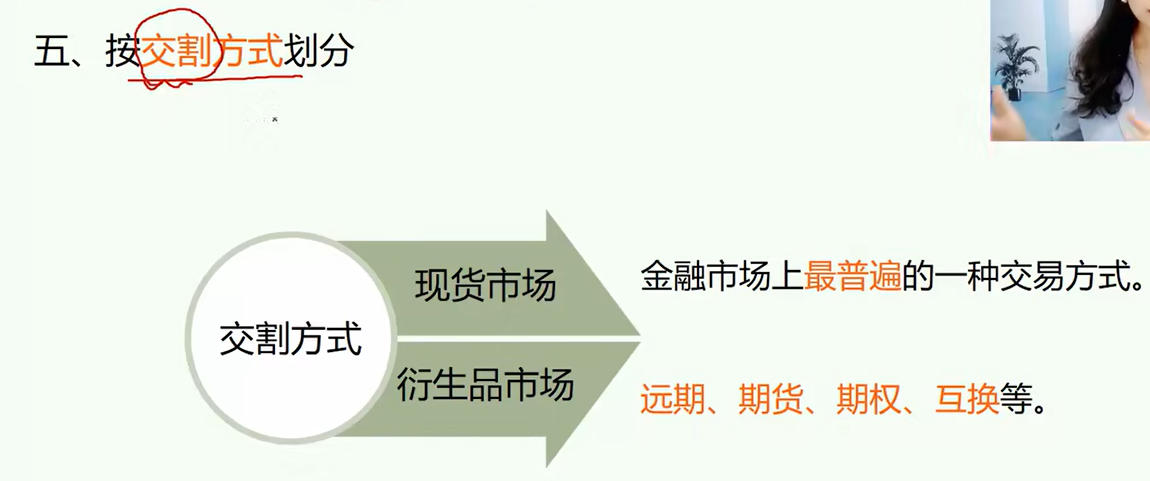 五、按交割方式划分
交割方式
现货市场
金融市场上最普遍的一种交易方式。
衍生品市场
远期、期货、期权、互换等。